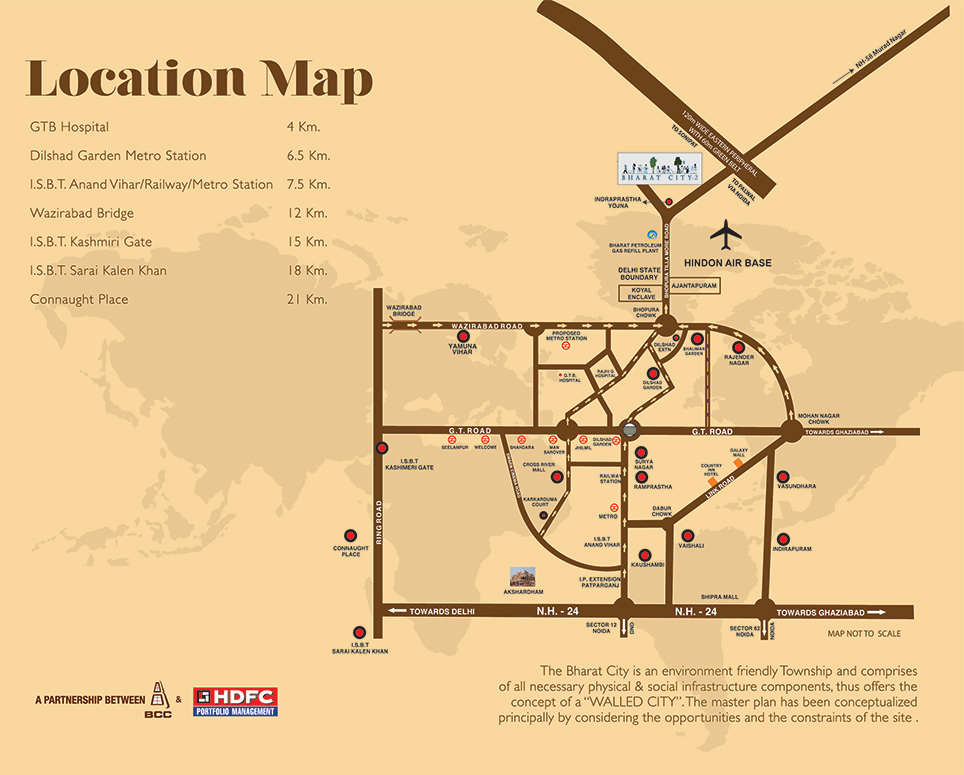 Location Map
GTB Hospital 4 Km.
Dilshad Garden Metro Station 6.5 Km.
I.S.B.T. Anand Vihar/Railway/Metro Station 7.5 Km.
Wazirabad Bridge 12 Km.
I.S.B.T. Kashmiri Gate 15 Km.
I.S.B.T. Sarai Kalen Khan 18 Km.
Connaught Place 21 Km.
NH-58 Murad Nagar
120m WIDE EASTERN PERIPHERAL
WITH 60m GREEN BELT
TO SONIPAT
TO PALWAL
VIA NOIDA
BHARAT CITY-2
INDRAPRASTHA
YOJNA
BHARAT PETROLEUM
GAS REFILL PLANT
BHOPURA TILLA MORE ROAD
HINDON AIR BASE
DELHI STATE
BOUNDARY
KOYAL
ENCLAVE
AJANTAPURAM
BHOPURA
CHOWK
WAZIRABAD
BRIDGE
WAZIRABAD ROAD
YAMUNA
VIHAR
PROPOSED
METRO STATION
DILSHAD
EXTN.
SHALIMAR
GARDEN
RAJENDER
NAGAR
G.T.B.
HOSPITAL
RAJIV G.
HOSPITAL
DILSHAD
GARDEN
MOHAN NAGAR
CHOWK
G.T. ROAD
G.T. ROAD
TOWARDS GHAZIABAD
SEELAMPUR
WELCOME
SHAHDARA
MAN
SAROVER
JHILMIL
DILSHAD
GARDEN
I.S.B.T
KASHMERI GATE
CROSS RIVER
MALL
RAILWAY
STATION
SURYA
NAGAR
RAMPRASTHA
GALAXY
MALL
COUNTRY
INN
HOTEL
LINK ROAD
VASUNDHARA
KARKARDUMA
COURT
METRO
DABUR
CHOWK
RING ROAD
CONNAUGHT
PLACE
I.S.B.T
ANAND VIHAR
VAISHALI
INDIRAPURAM
KAUSHAMBI
AKSHARDHAM
I.P. EXTENSION
PATPARGANJ
SHIPRA MALL
TOWARDS DELHI
N.H. - 24
N.H. - 24
TOWARDS GHAZIABAD
SECTOR 12
NOIDA
DND
SECTOR 62
NOIDA
NOIDA
MAP NOT TO SCALE
I.S.B.T
SARAI KALEN KHAN
The Bharat City is an environment friendly Township and comprises
of all necessary physical & social infrastructure components, thus offers the
concept of a "WALLED CITY". The master plan has been conceptualized
principally by considering the opportunities and the constraints of the site .
A PARTNERSHIP BETWEEN
BCC
&
HDFC
PORTFOLIO MANAGEMENT